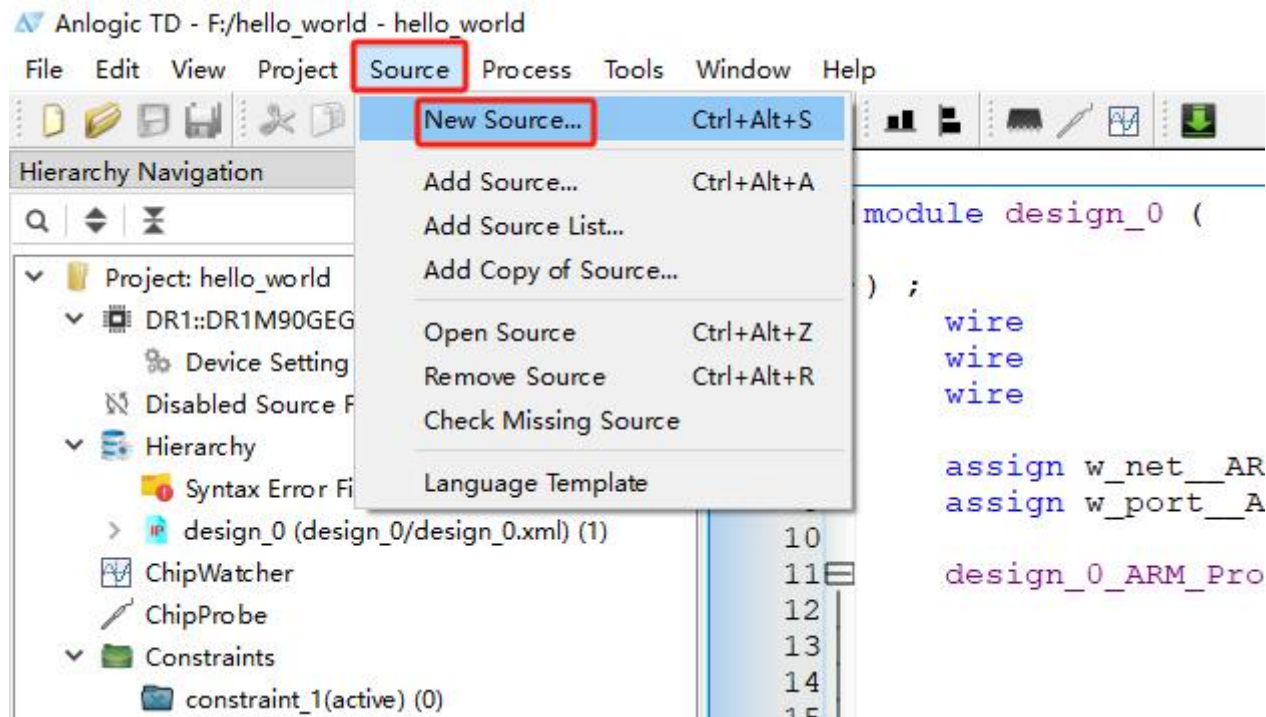 Anlogic TD - F:/hello_world - hello_world
File Edit View Project Source Process Tools Window Help
New Source... Ctrl+Alt+S
Hierarchy Navigation
Add Source... Ctrl+Alt+A
module design_0 (
Add Source List...
Project: hello_world
Add Copy of Source...
) ;
DR1::DR1M90GEG
Open Source Ctrl+Alt+Z
wire
Device Setting
wire
Remove Source Ctrl+Alt+R
Disabled Source F
wire
Check Missing Source
Hierarchy
assign w_net__AR
Syntax Error Fi
Language Template
assign w_port__A
design_0 (design_0/design_0.xml) (1)
10
ChipWatcher
11 design_0_ARM_Pro
ChipProbe
12
13
Constraints
14
constraint_1(active) (0)
15